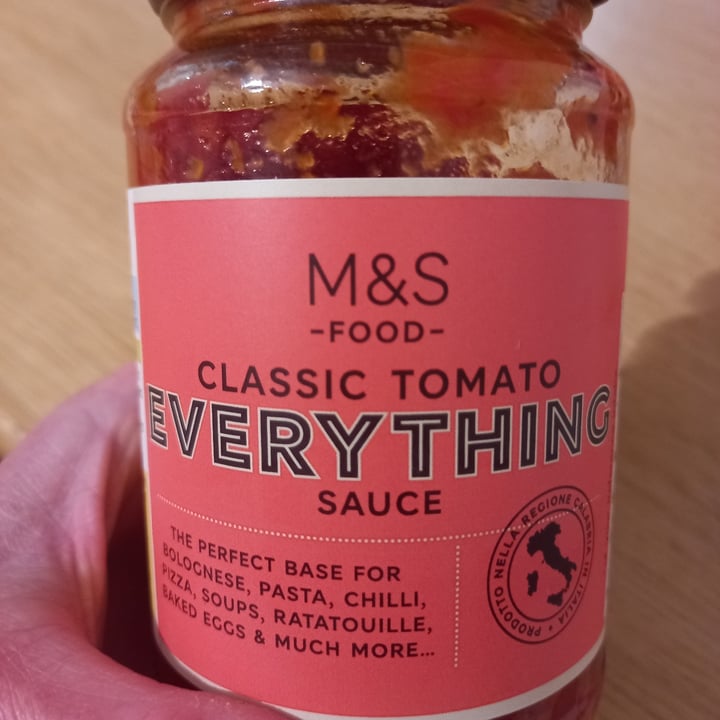 M&S
-FOOD-
CLASSIC TOMATO
EVERYTHING
SAUCE
THE PERFECT BASE FOR
BOLOGNESE, PASTA, CHILLI,
PIZZA, SOUPS, RATATOUILLE,
BAKED EGGS & MUCH MORE...
PRODOTTO NELLA REGIONE CALABRIA IN ITALIA •